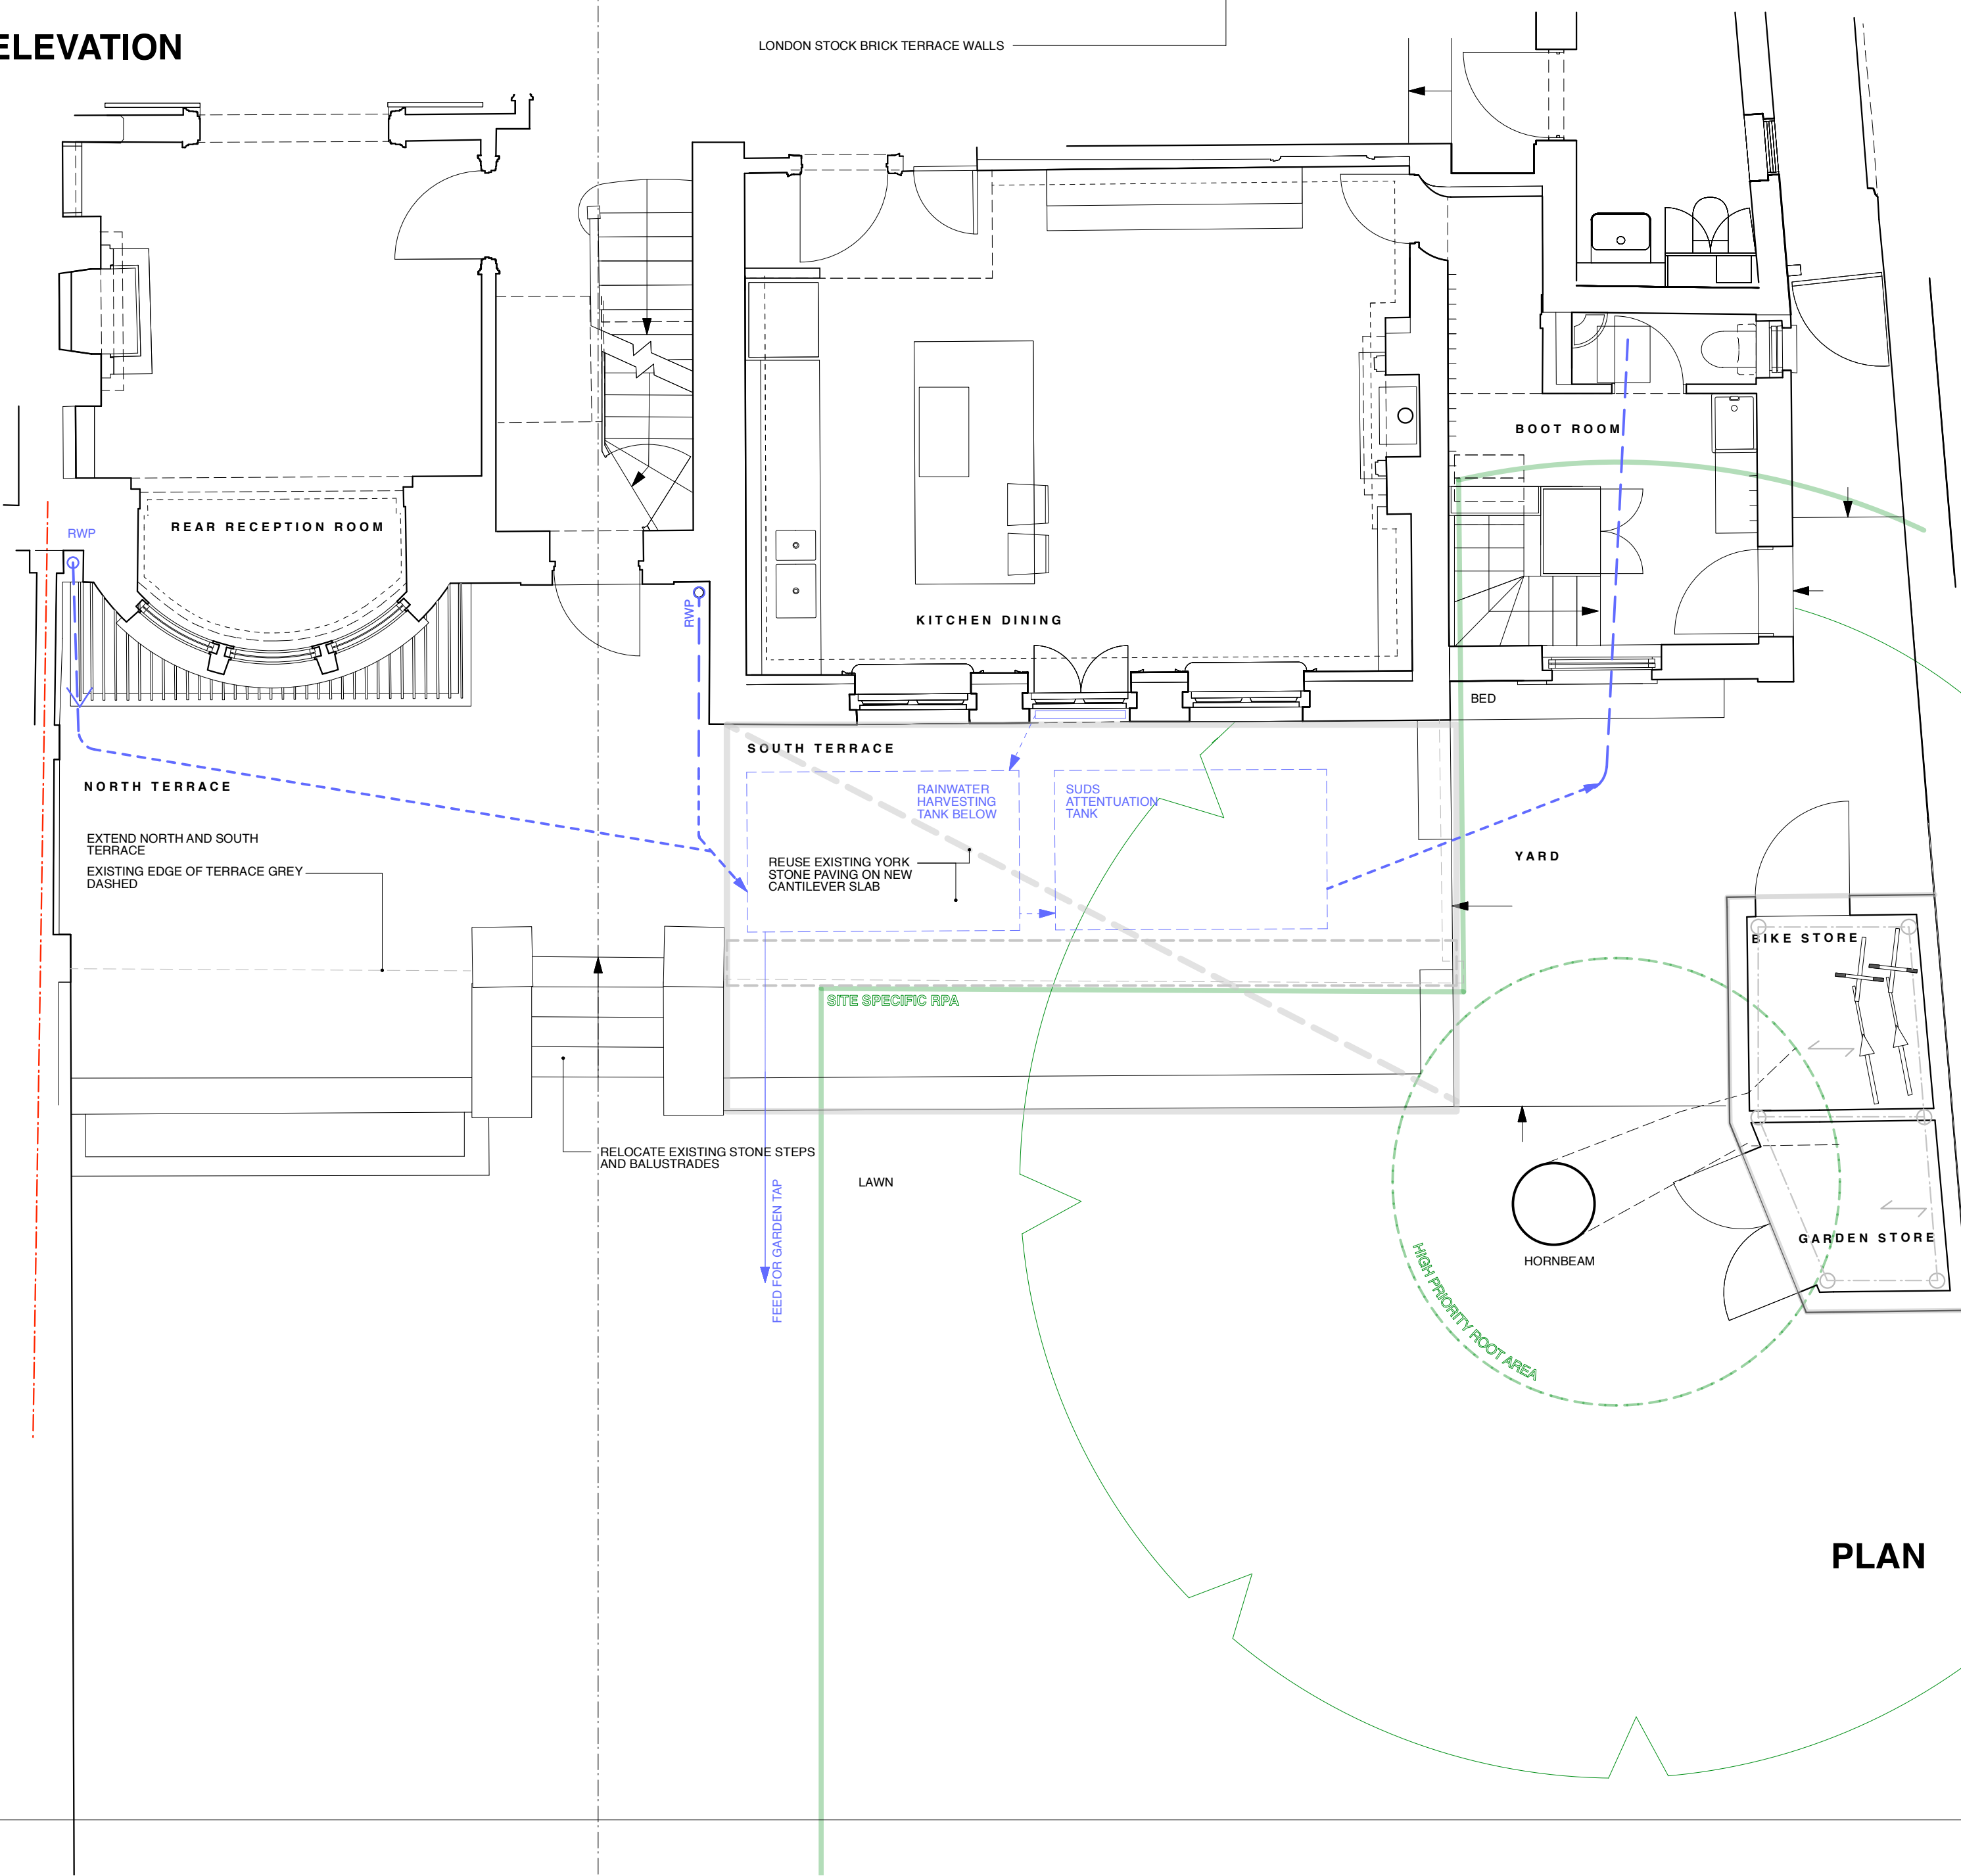 ELEVATION
LONDON STOCK BRICK TERRACE WALLS
BOOT ROOM
REAR RECEPTION ROOM
RWP
RWP
KITCHEN DINING
BED
SOUTH TERRACE
NORTH TERRACE
RAINWATER
HARVESTING
TANK BELOW
SUDS
ATTENTUATION
TANK
EXTEND NORTH AND SOUTH
TERRACE
EXISTING EDGE OF TERRACE GREY
DASHED
REUSE EXISTING YORK
STONE PAVING ON NEW
CANTILEVER SLAB
YARD
BIKE STORE
SITE SPECIFIC RPA
RELOCATE EXISTING STONE STEPS
AND BALUSTRADES
LAWN
FEED FOR GARDEN TAP
HORNBEAM
GARDEN STORE
HIGH PRIORITY ROOT AREA
PLAN